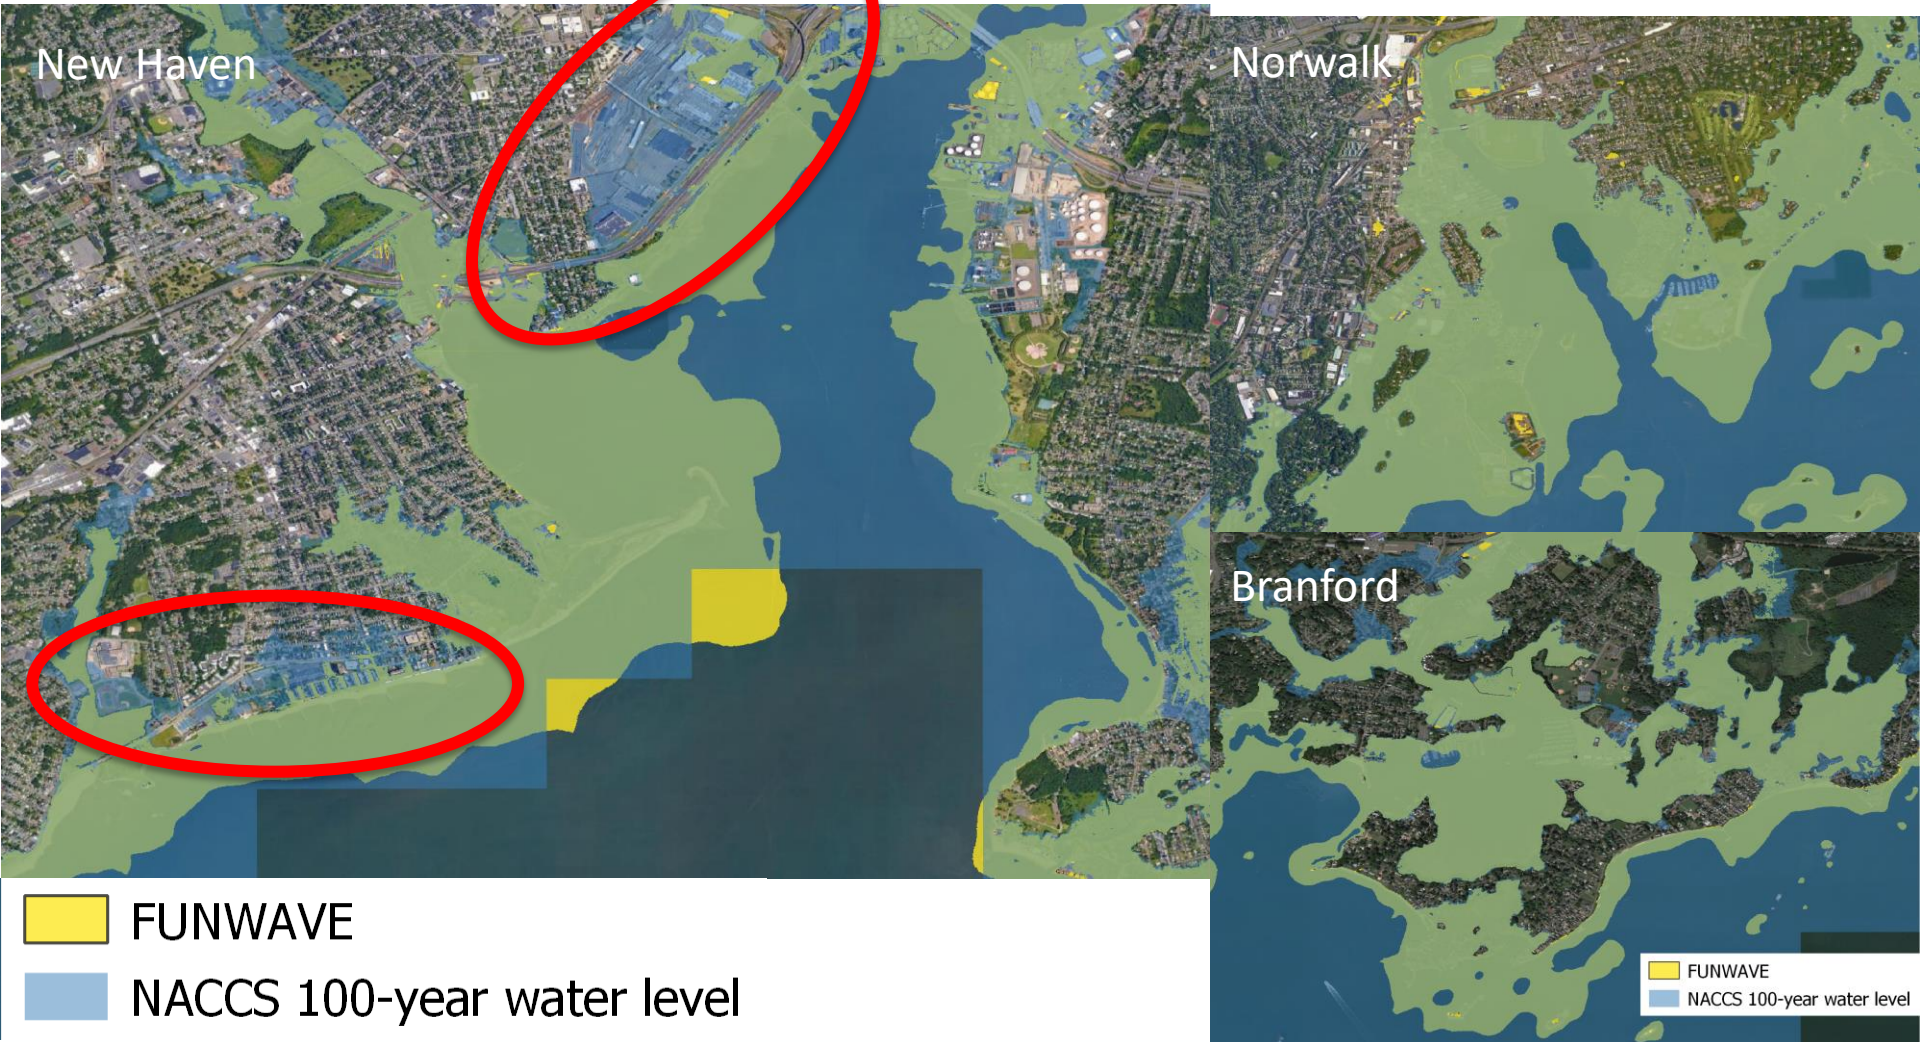 New Haven
Norwalk
Branford
FUNWAVE
NACCS 100-year water level
FUNWAVE
NACCS 100-year water level